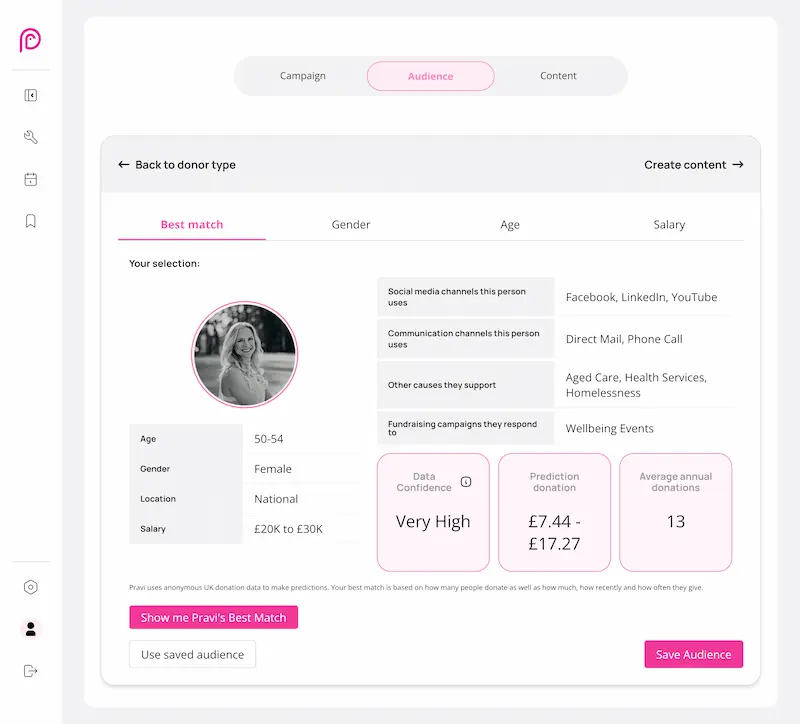 Campaign
Audience
Content
← Back to donor type
Create content →
Best match
Gender
Age
Salary
Your selection:
Age
50-54
Gender
Female
Location
National
Salary
£20K to £30K
Social media channels this person
uses
Facebook, LinkedIn, YouTube
Communication channels this person
uses
Direct Mail, Phone Call
Other causes they support
Aged Care, Health Services,
Homelessness
Fundraising campaigns they respond
to
Wellbeing Events
Data
Confidence
Very High
Prediction
donation
£7.44 -
£17.27
Average annual
donations
13
Pravi uses anonymous UK donation data to make predictions. Your best match is based on how many people donate as well as how much, how recently and how often they give.
Show me Pravi's Best Match
Use saved audience
Save Audience